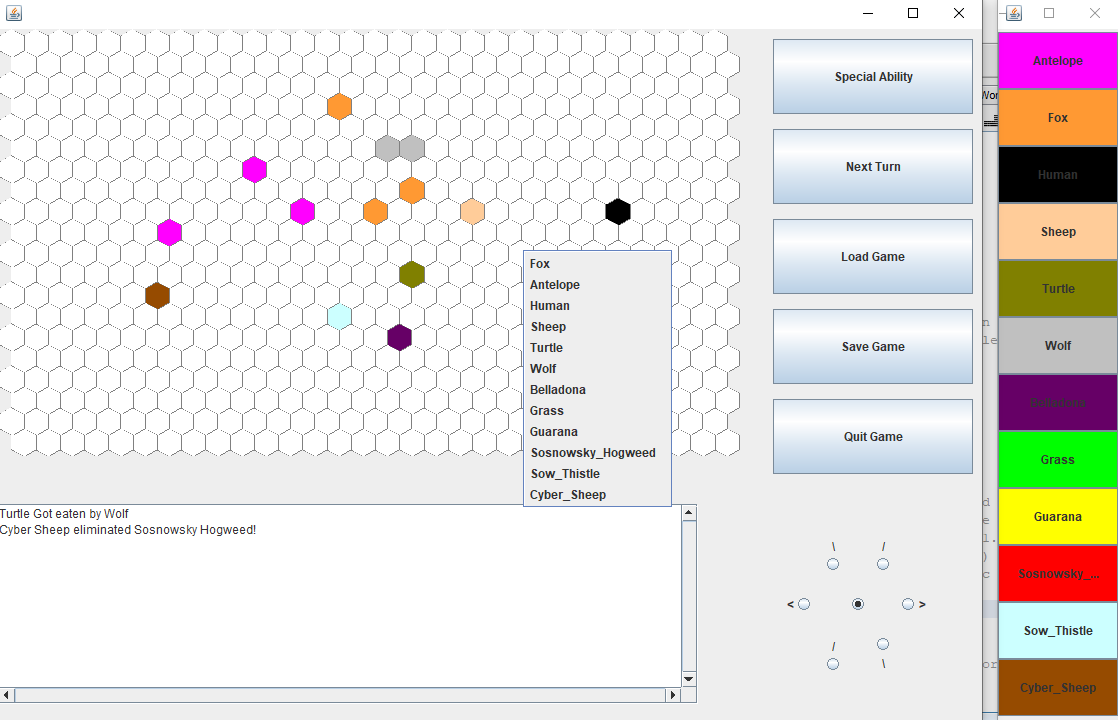 Special Ability
Next Turn
Load Game
Save Game
Quit Game
Fox
Antelope
Human
Sheep
Turtle
Wolf
Belladona
Grass
Guarana
Sosnowsky_Hogweed
Sow_Thistle
Cyber_Sheep
Turtle Got eaten by Wolf
Cyber Sheep eliminated Sosnowsky Hogweed!
\ /
< >
/ \
Antelope
Fox
Human
Sheep
Turtle
Wolf
Belladona
Grass
Guarana
Sosnowsky_...
Sow_Thistle
Cyber_Sheep